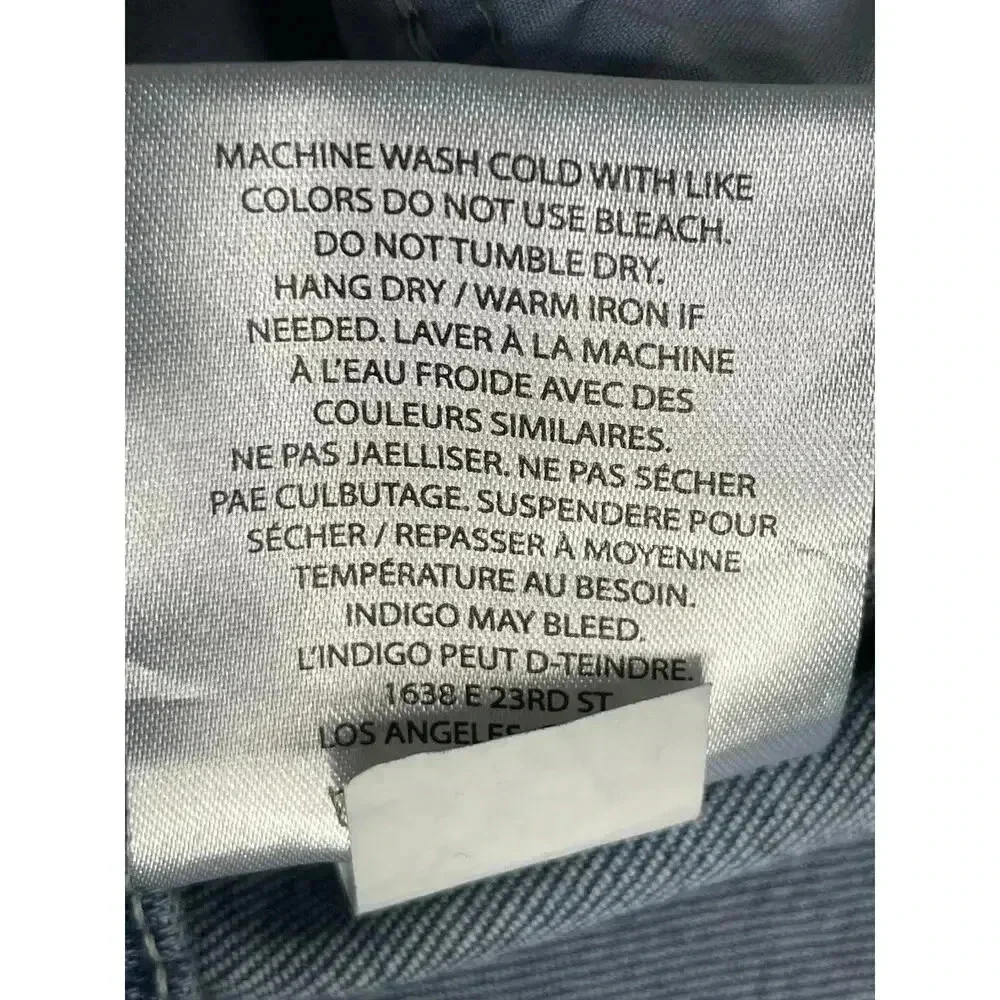 MACHINE WASH COLD WITH LIKE
COLORS DO NOT USE BLEACH.
DO NOT TUMBLE DRY.
HANG DRY / WARM IRON IF
NEEDED. LAVER À LA MACHINE
À L'EAU FROIDE AVEC DES
COULEURS SIMILAIRES.
NE PAS JAELLISER. NE PAS SÉCHER
PAE CULBUTAGE. SUSPENDERE POUR
SÉCHER / REPASSER À MOYENNE
TEMPÉRATURE AU BESOIN.
INDIGO MAY BLEED.
L'INDIGO PEUT D-TEINDRE.
1638 E 23RD ST
LOS ANGELES